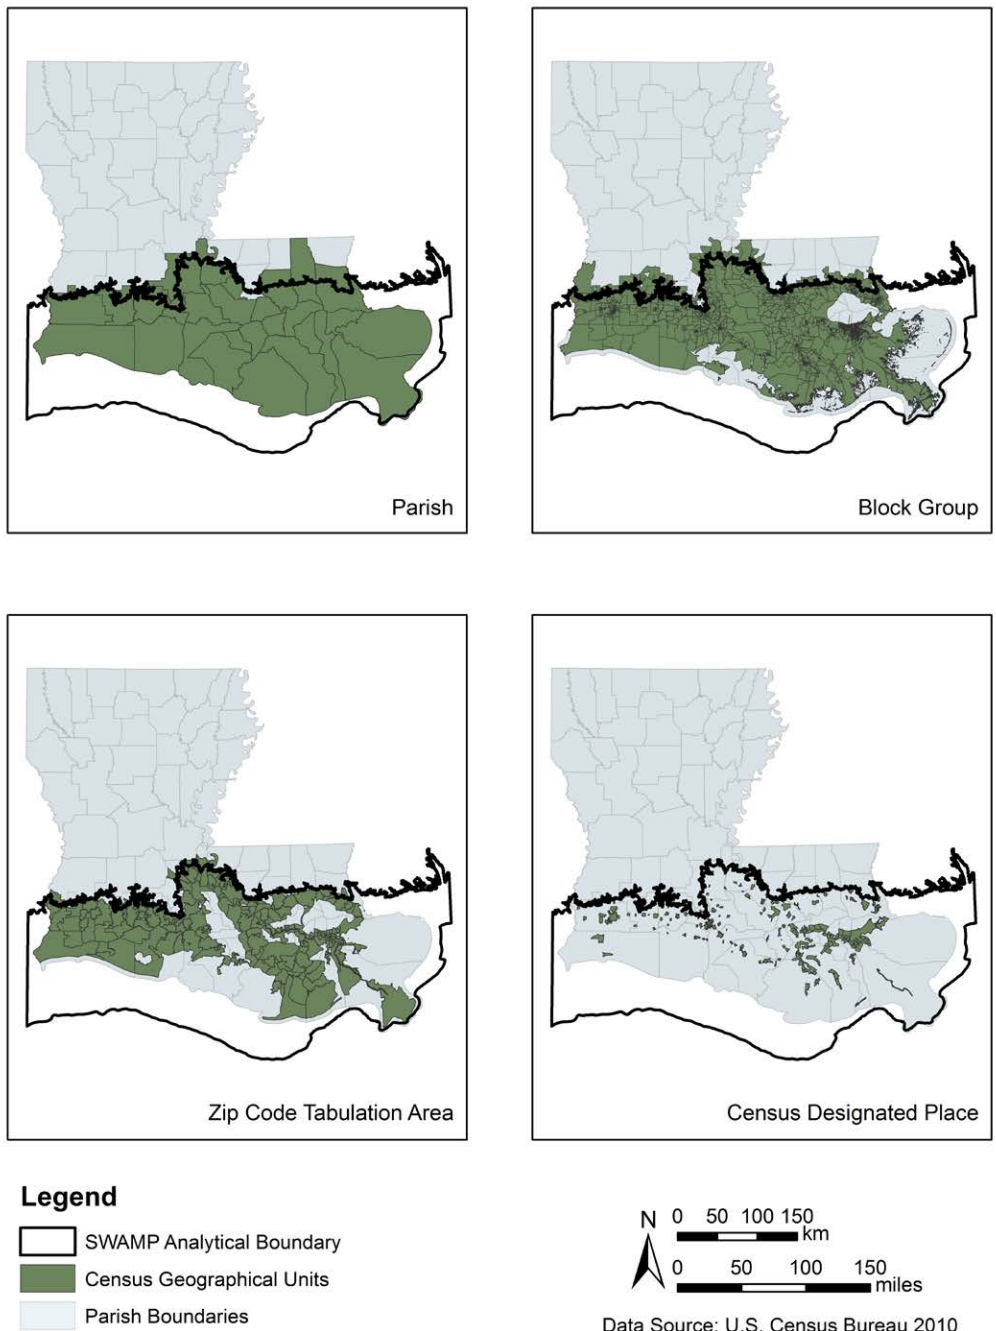 Parish
Block Group
Zip Code Tabulation Area
Census Designated Place
Legend
SWAMP Analytical Boundary
Census Geographical Units
Parish Boundaries
N
0 50 100 150
km
0 50 100 150
miles
Data Source: U.S. Census Bureau 2010